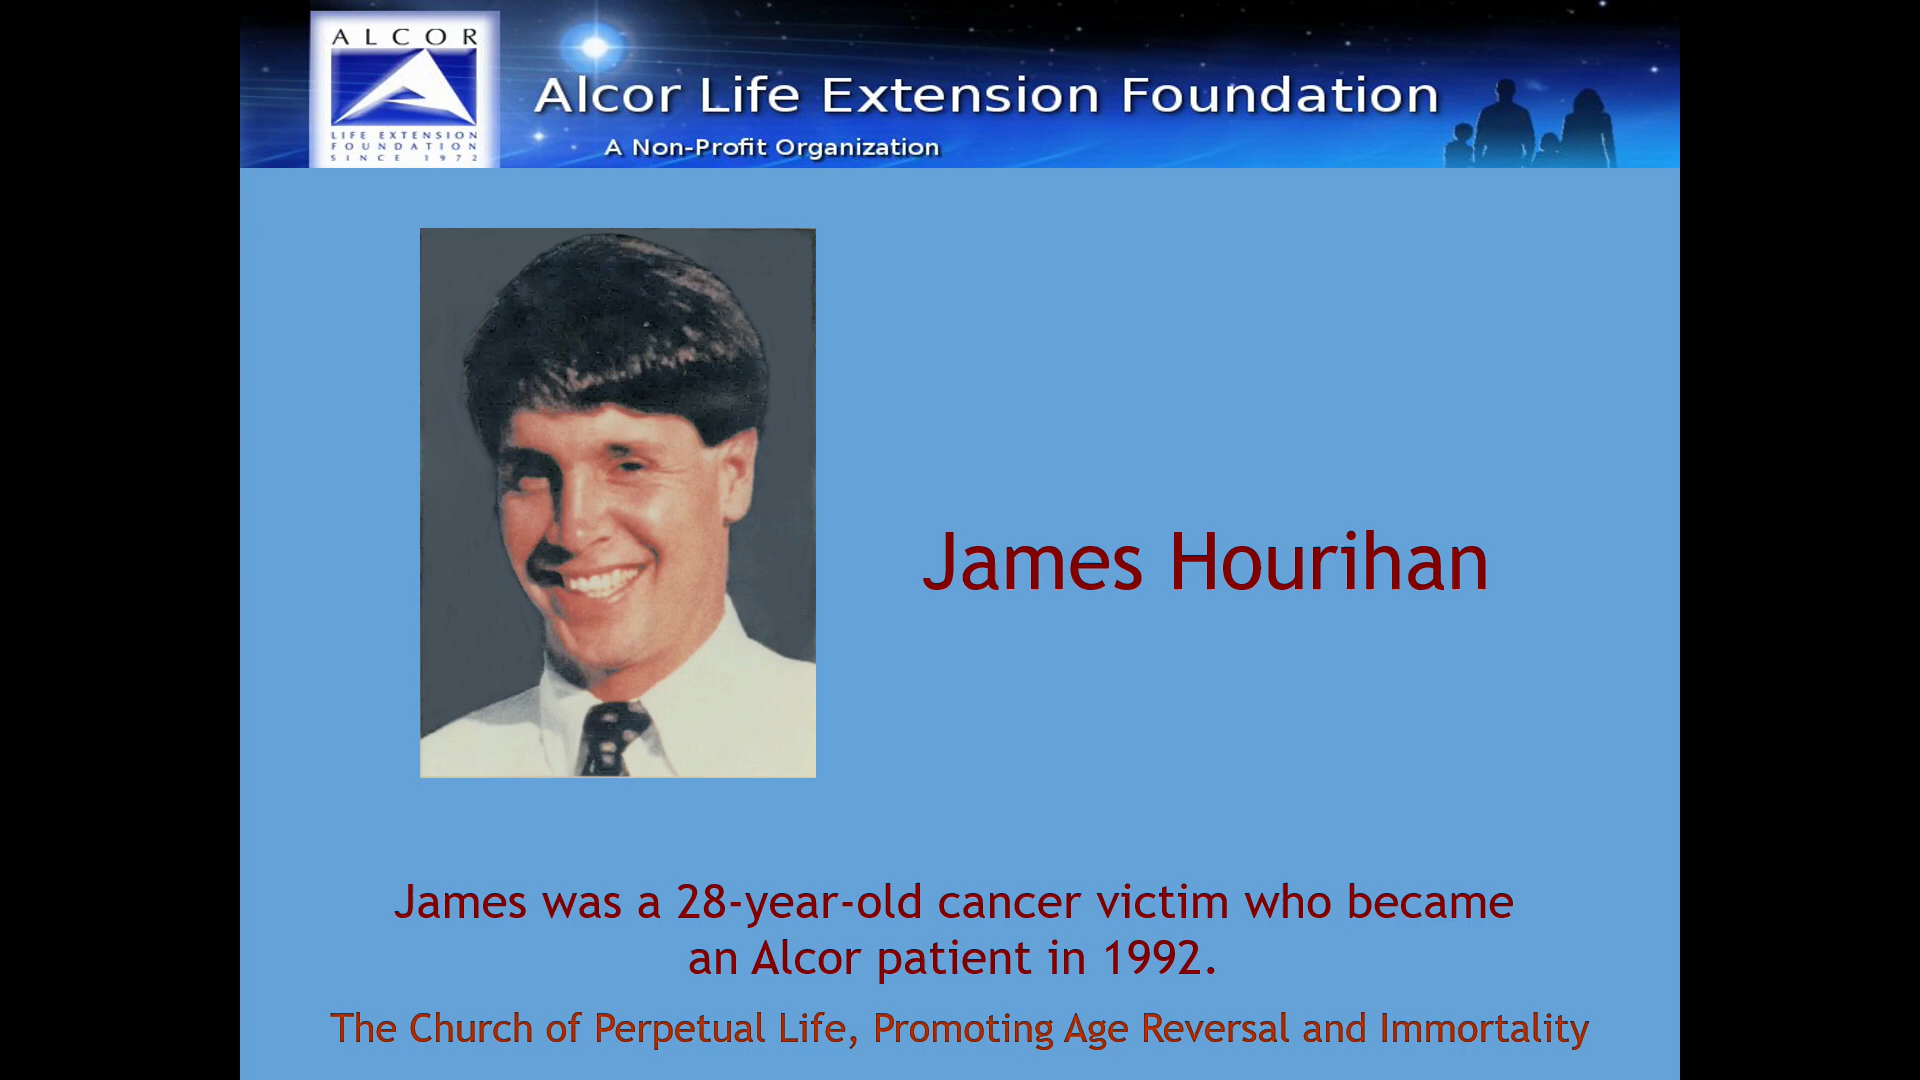 ALCOR
LIFE EXTENSION
FOUNDATION
SINCE 1972
Alcor Life Extension Foundation
A Non-Profit Organization
James Hourihan
James was a 28-year-old cancer victim who became
an Alcor patient in 1992.
The Church of Perpetual Life, Promoting Age Reversal and Immortality